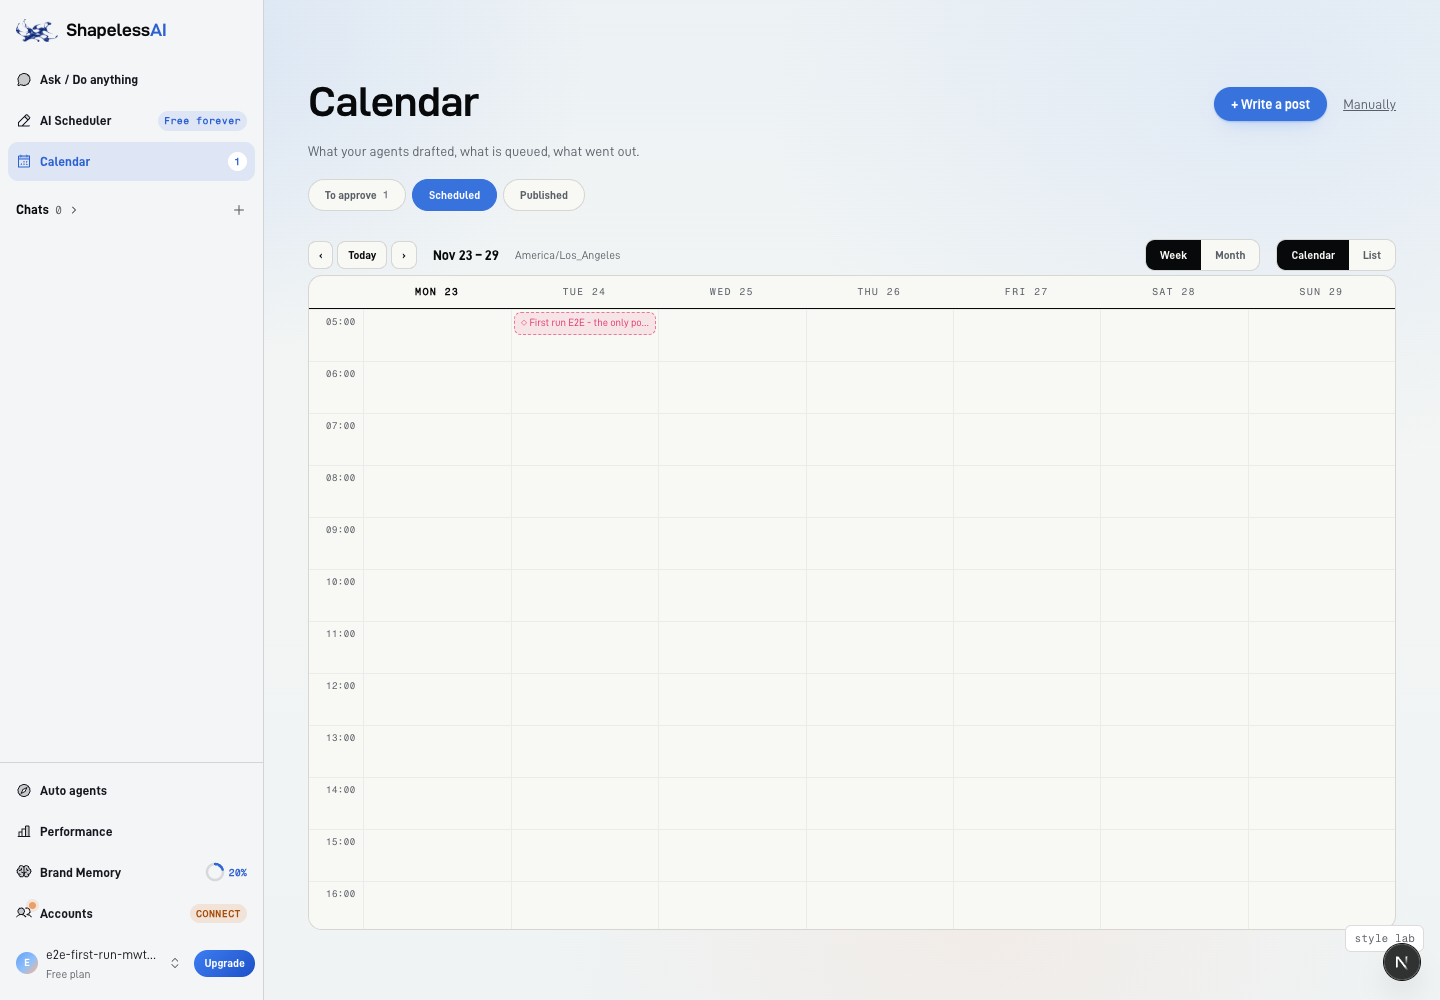 ShapelessAI
Ask / Do anything
AI Scheduler
Free forever
Calendar
1
Chats 0 ›
+
Auto agents
Performance
Brand Memory
20%
Accounts
CONNECT
E
e2e-first-run-mwt...
Free plan
Upgrade
Calendar
+ Write a post
Manually
What your agents drafted, what is queued, what went out.
To approve 1
Scheduled
Published
‹
Today
›
Nov 23 – 29
America/Los_Angeles
Week
Month
Calendar
List
MON 23
TUE 24
WED 25
THU 26
FRI 27
SAT 28
SUN 29
05:00
◇ First run E2E - the only po...
06:00
07:00
08:00
09:00
10:00
11:00
12:00
13:00
14:00
15:00
16:00
style lab
N